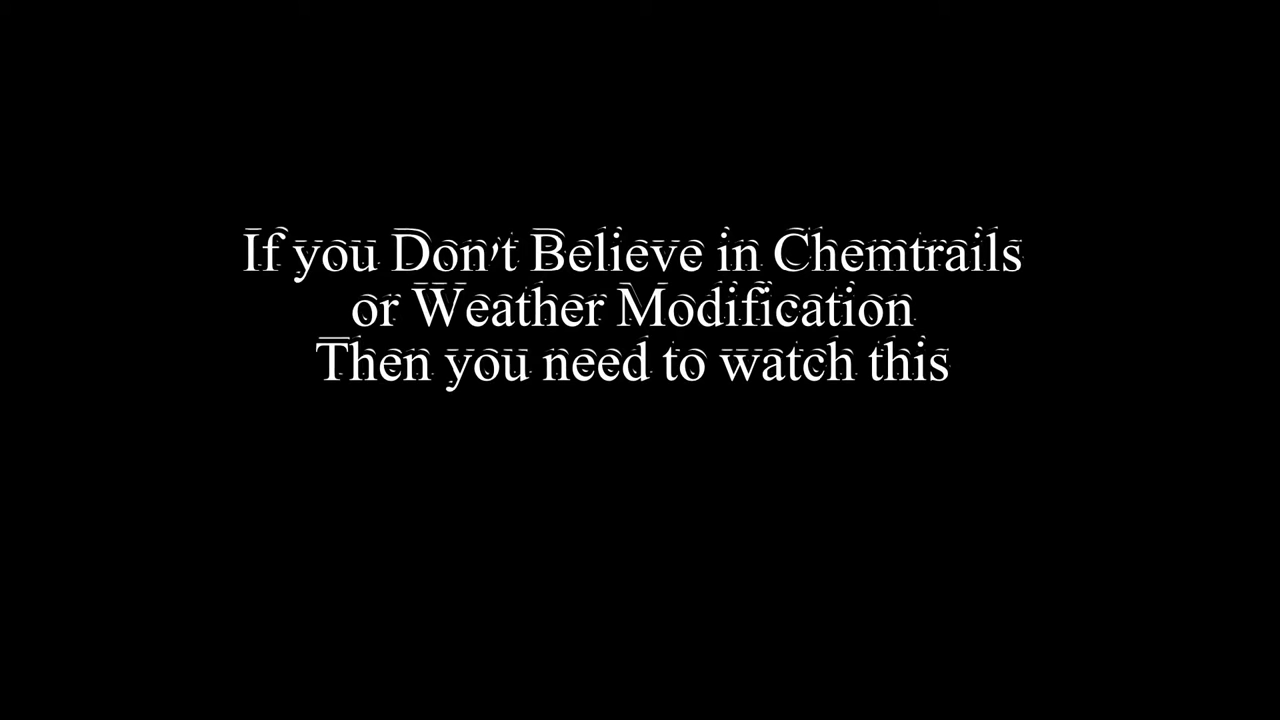 If you Don't Believe in Chemtrails
or Weather Modification
Then you need to watch this